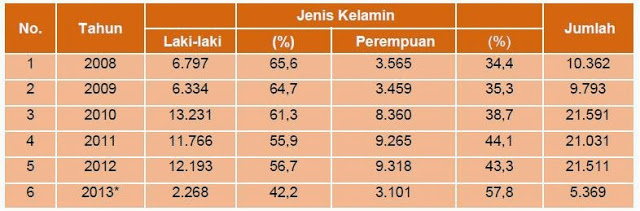 No. Tahun Jenis Kelamin Jumlah
Laki-laki (%) Perempuan (%)
1 2008 6.797 65,6 3.565 34,4 10.362
2 2009 6.334 64,7 3.459 35,3 9.793
3 2010 13.231 61,3 8.360 38,7 21.591
4 2011 11.766 55,9 9.265 44,1 21.031
5 2012 12.193 56,7 9.318 43,3 21.511
6 2013* 2.268 42,2 3.101 57,8 5.369